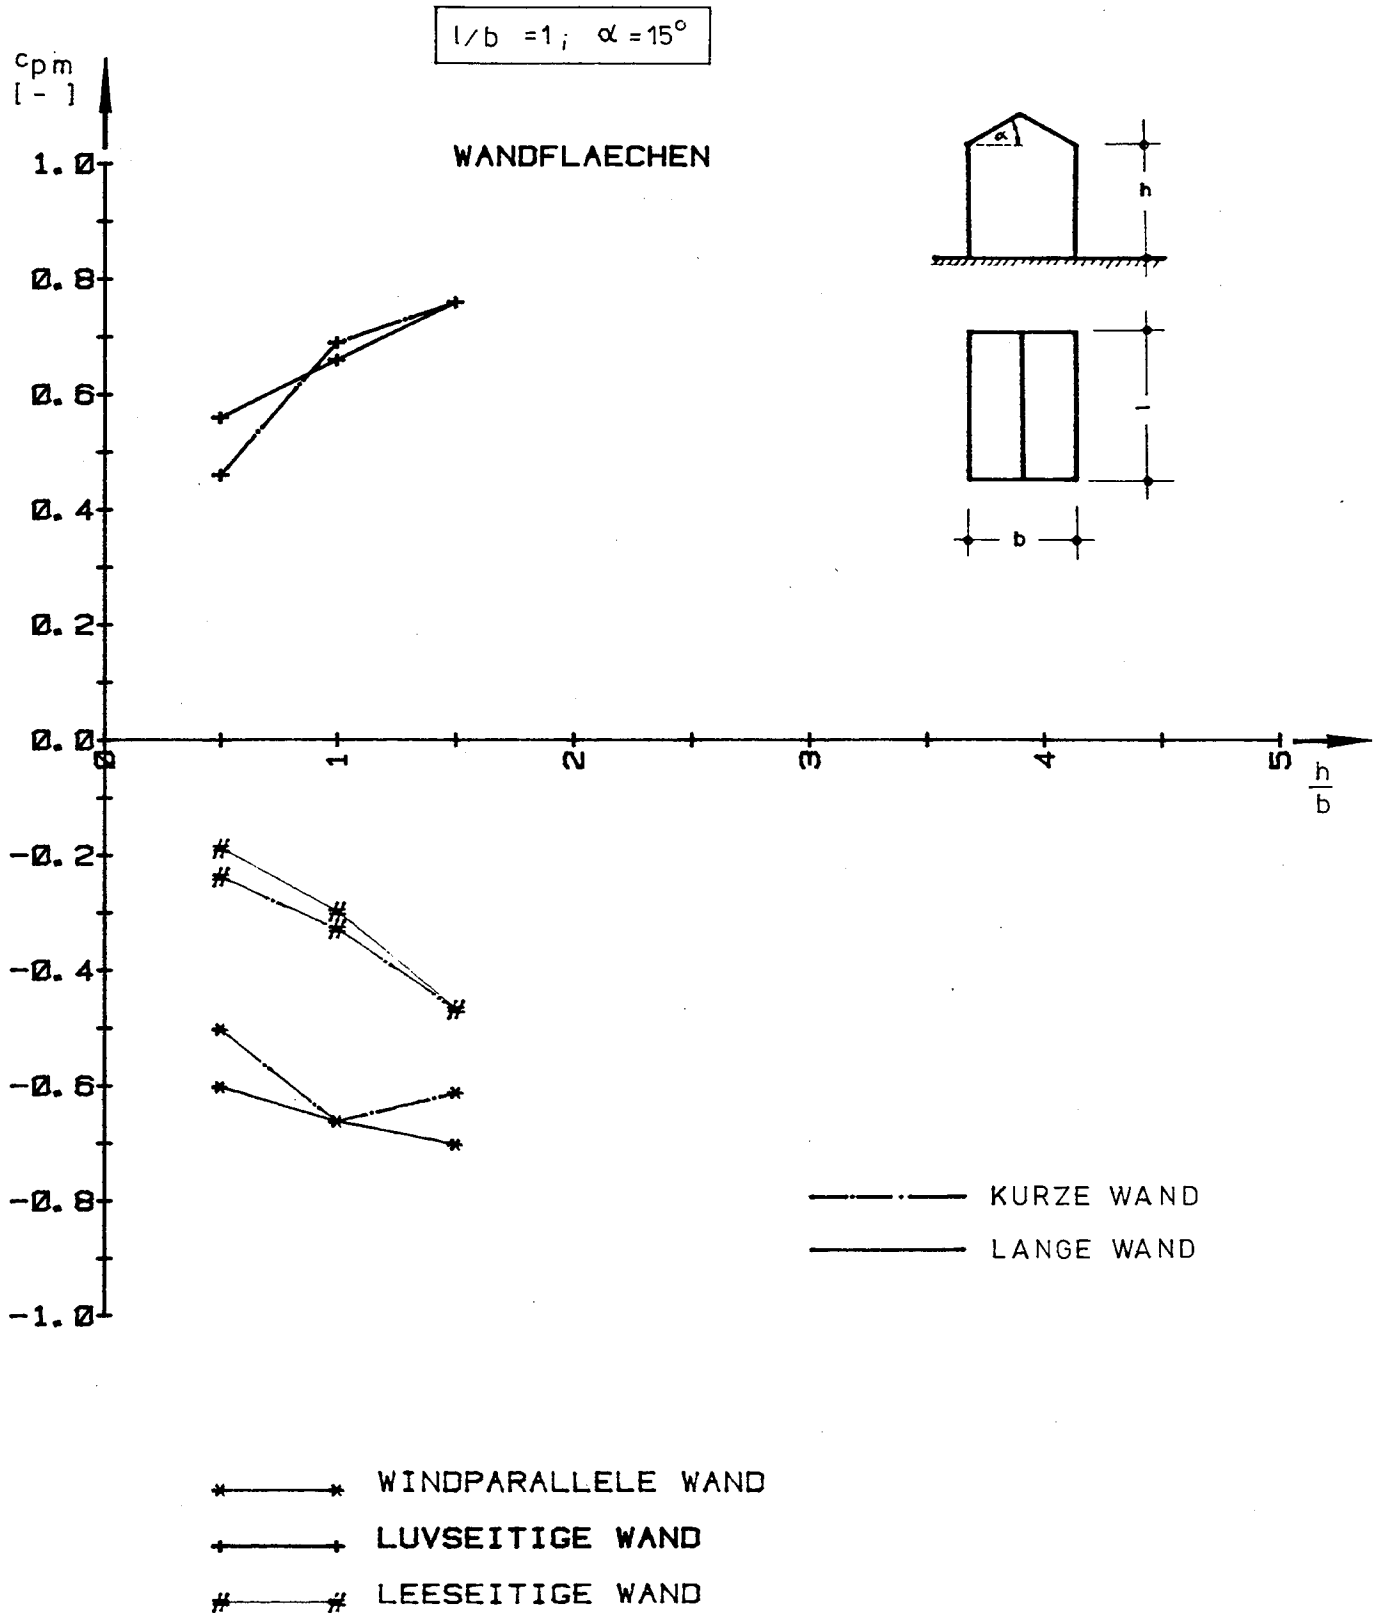 l/b = 1; α = 15°
cpm
[-]
WANDFLAECHEN
α
h
l
b
1.0
0.8
0.6
0.4
0.2
0.0
-0.2
-0.4
-0.6
-0.8
-1.0
0 1 2 3 4 5
h
b
KURZE WAND
LANGE WAND
WINDPARALLELE WAND
LUVSEITIGE WAND
LEESEITIGE WAND